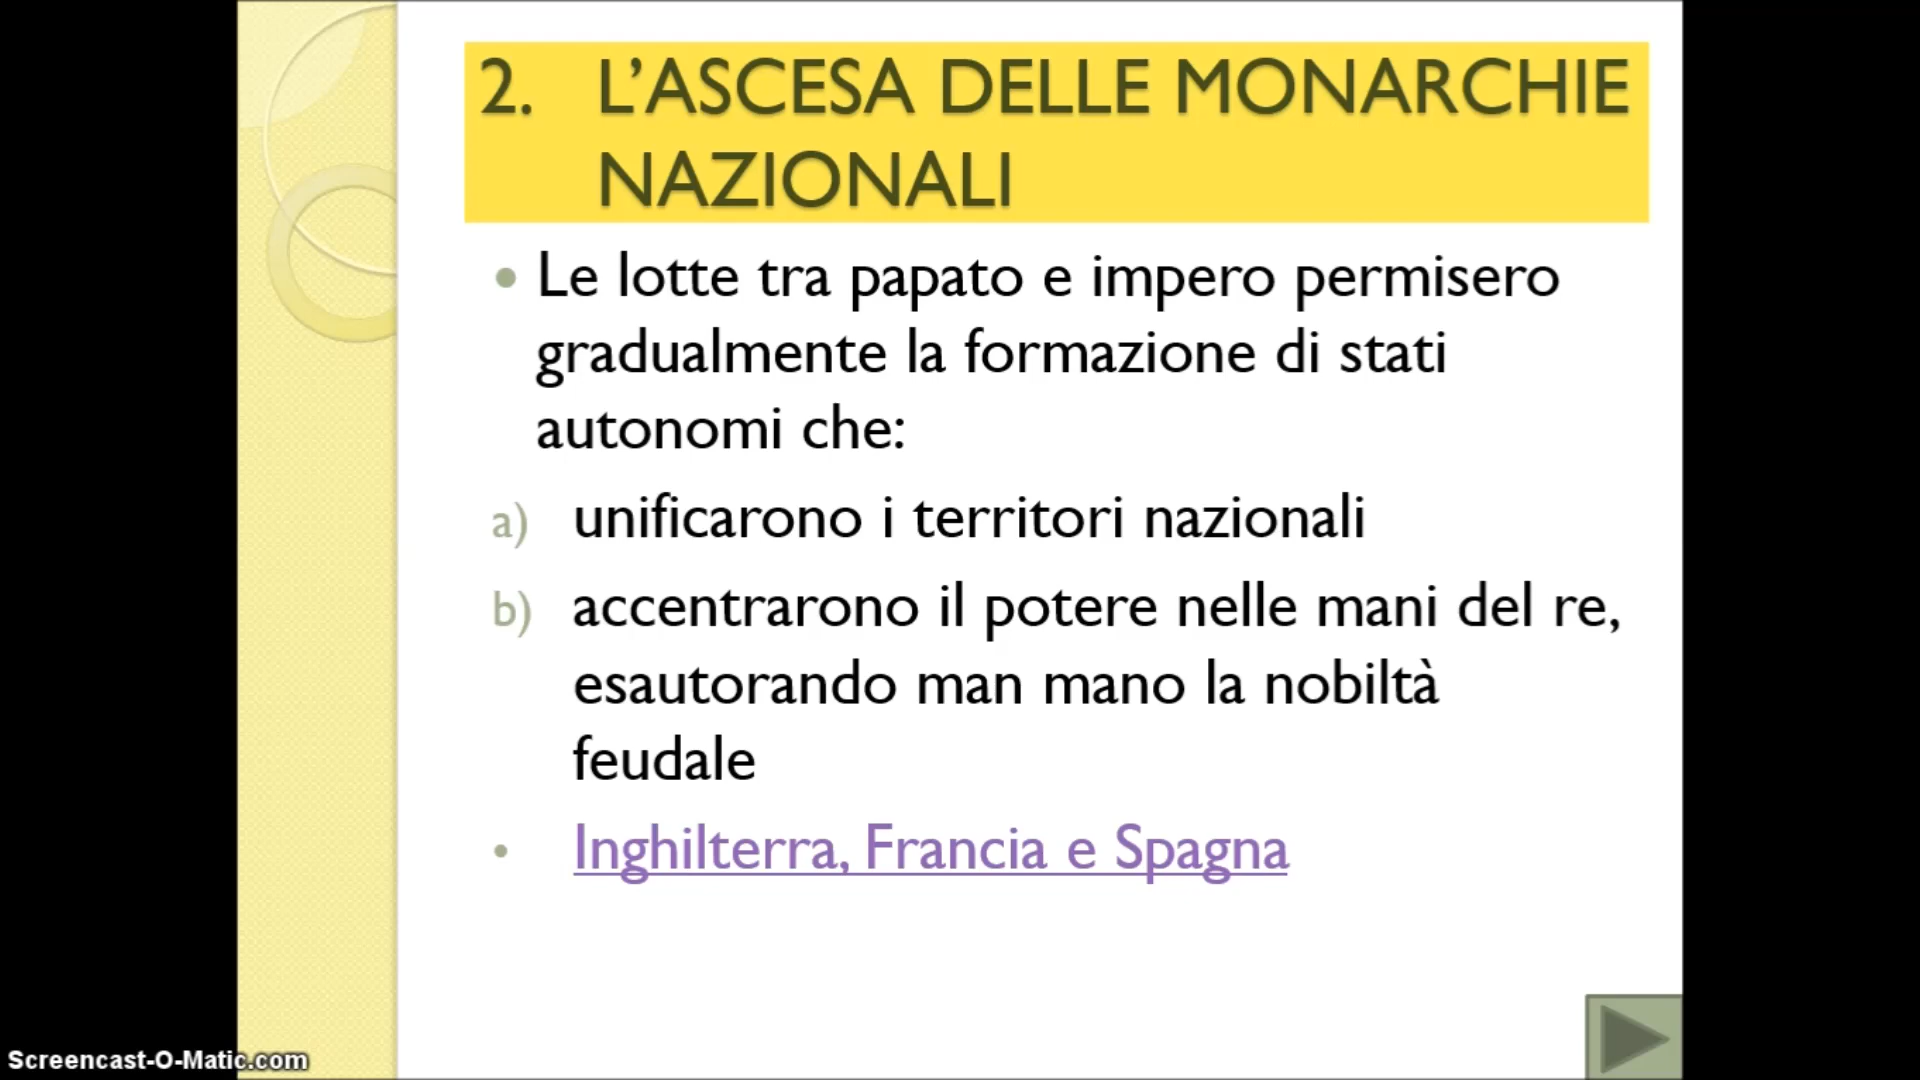 2. L’ASCESA DELLE MONARCHIE
NAZIONALI
• Le lotte tra papato e impero permisero
gradualmente la formazione di stati
autonomi che:
a) unificarono i territori nazionali
b) accentrarono il potere nelle mani del re,
esautorando man mano la nobiltà
feudale
• Inghilterra, Francia e Spagna
Screencast-O-Matic.com